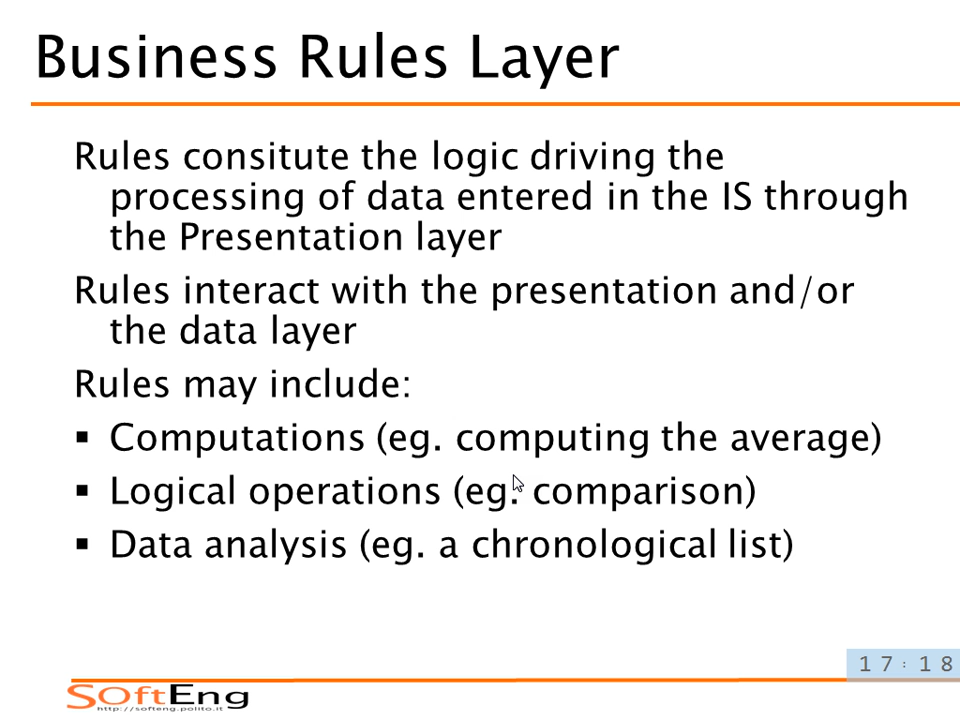 Business Rules Layer
Rules consitute the logic driving the
processing of data entered in the IS through
the Presentation layer
Rules interact with the presentation and/or
the data layer
Rules may include:
▪ Computations (eg. computing the average)
▪ Logical operations (eg. comparison)
▪ Data analysis (eg. a chronological list)
17:18
SOftEng
http://softeng.polito.it